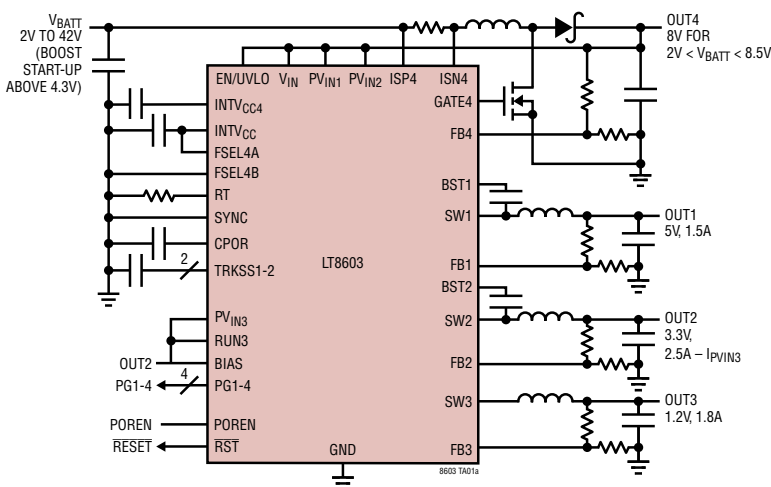 VBATT
2V TO 42V
(BOOST
START-UP
ABOVE 4.3V)
OUT4
8V FOR
2V < VBATT < 8.5V
EN/UVLO VIN PVIN1 PVIN2 ISP4 ISN4
INTVCC4
GATE4
INTVCC
FSEL4A
FB4
FSEL4B
BST1
RT
SYNC
SW1
OUT1
5V, 1.5A
CPOR
2
TRKSS1-2
LT8603
FB1
BST2
PVIN3
SW2
OUT2
3.3V,
2.5A – IPVIN3
RUN3
OUT2
BIAS
FB2
PG1-4
4
PG1-4
SW3
OUT3
1.2V, 1.8A
POREN
POREN
RESET
RST
GND
FB3
8603 TA01a